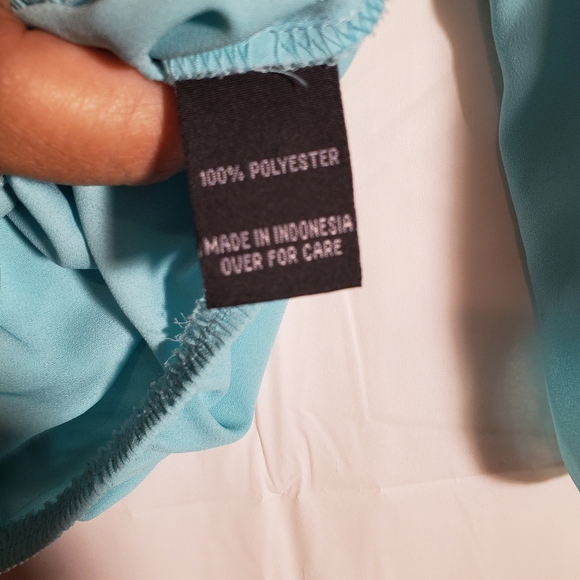 100% POLYESTER
MADE IN INDONESIA
OVER FOR CARE